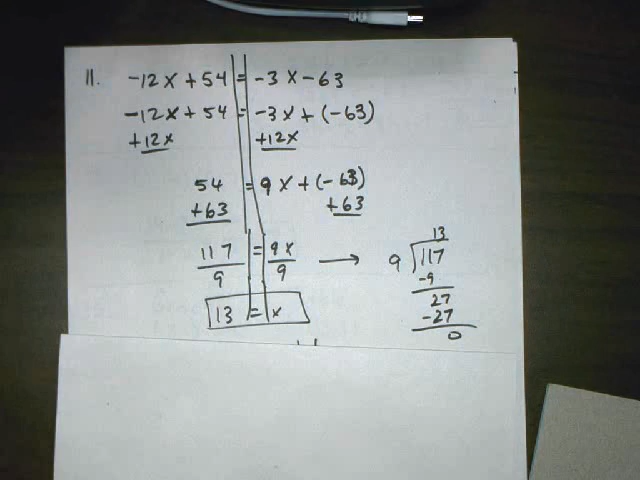 11. -12x + 54 = -3x - 63
-12x + 54 = -3x + (-63)
+12x +12x
54 = 9x + (-63)
+63 +63
117 = 9x
9 9
13 = x
→
13
9 117
-9
27
-27
0